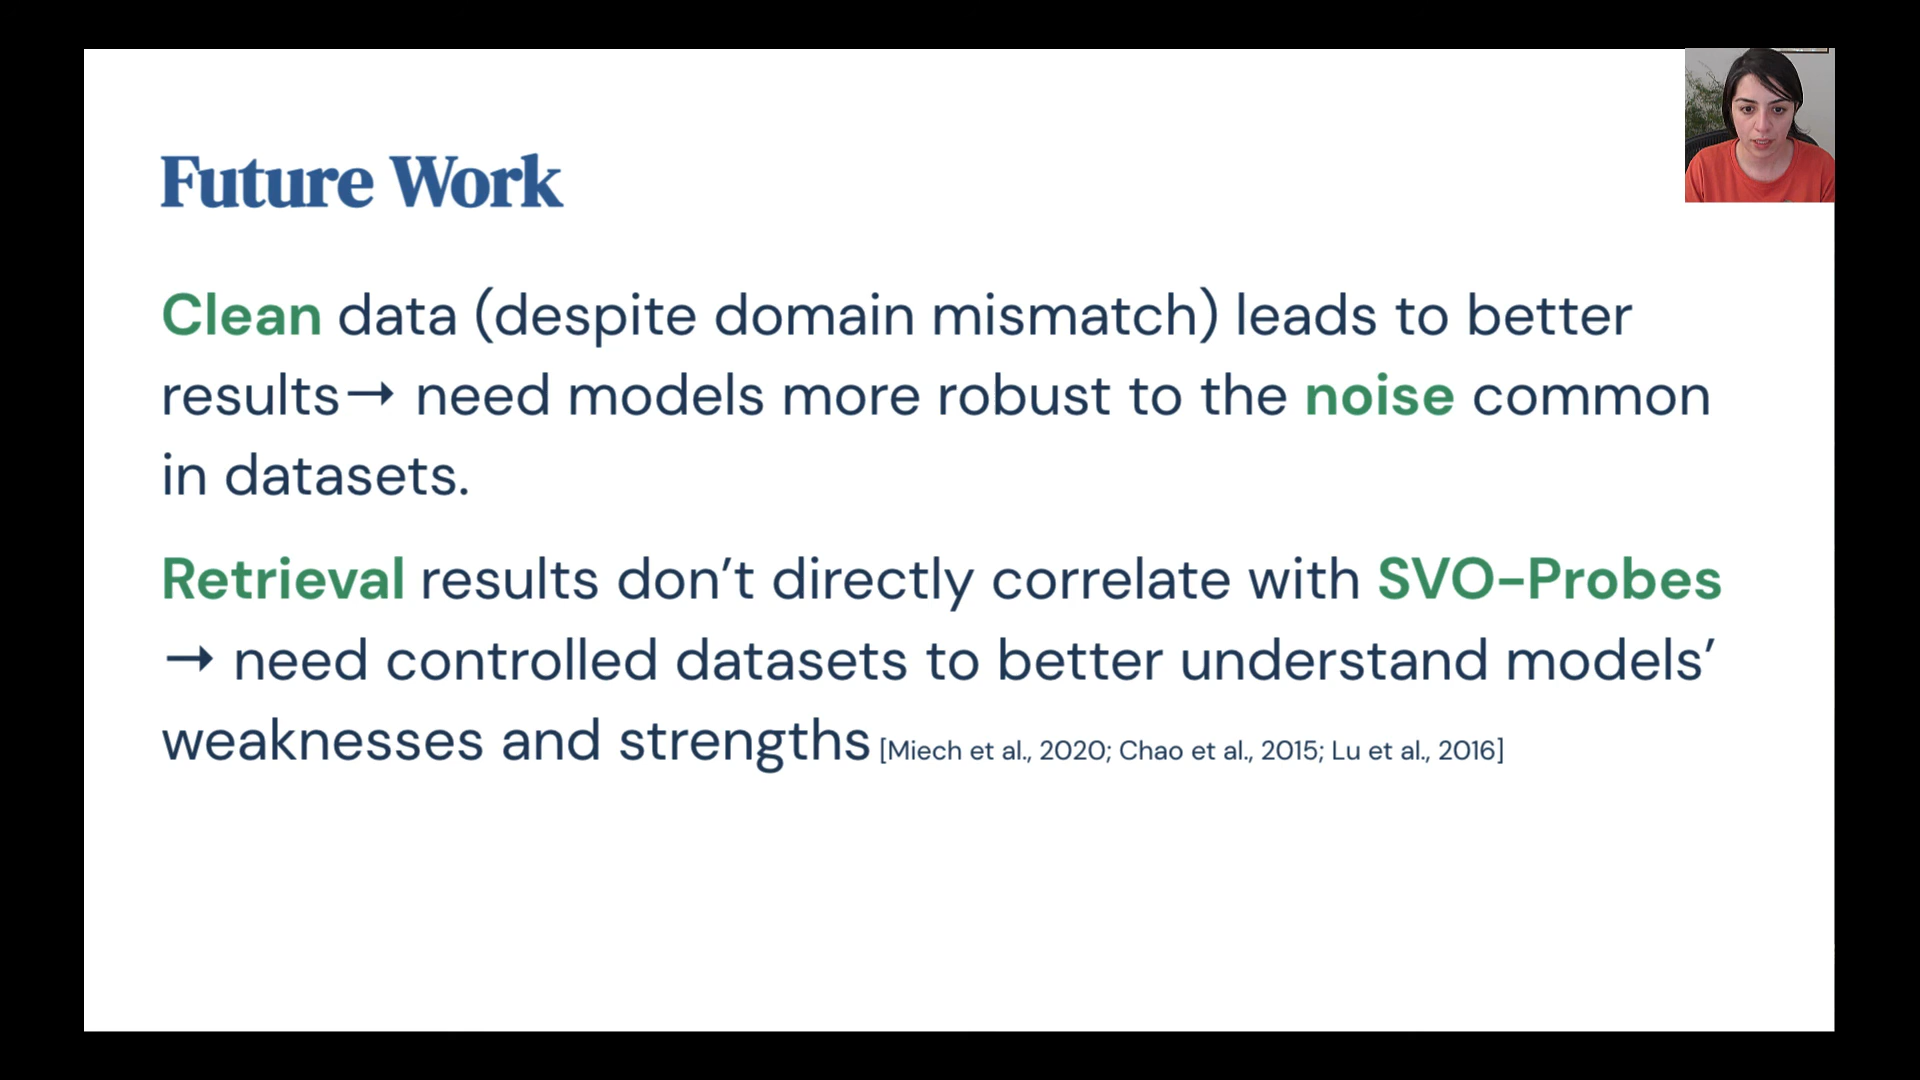 Future Work
Clean data (despite domain mismatch) leads to better
results→ need models more robust to the noise common
in datasets.
Retrieval results don’t directly correlate with SVO-Probes
→ need controlled datasets to better understand models’
weaknesses and strengths [Miech et al., 2020; Chao et al., 2015; Lu et al., 2016]